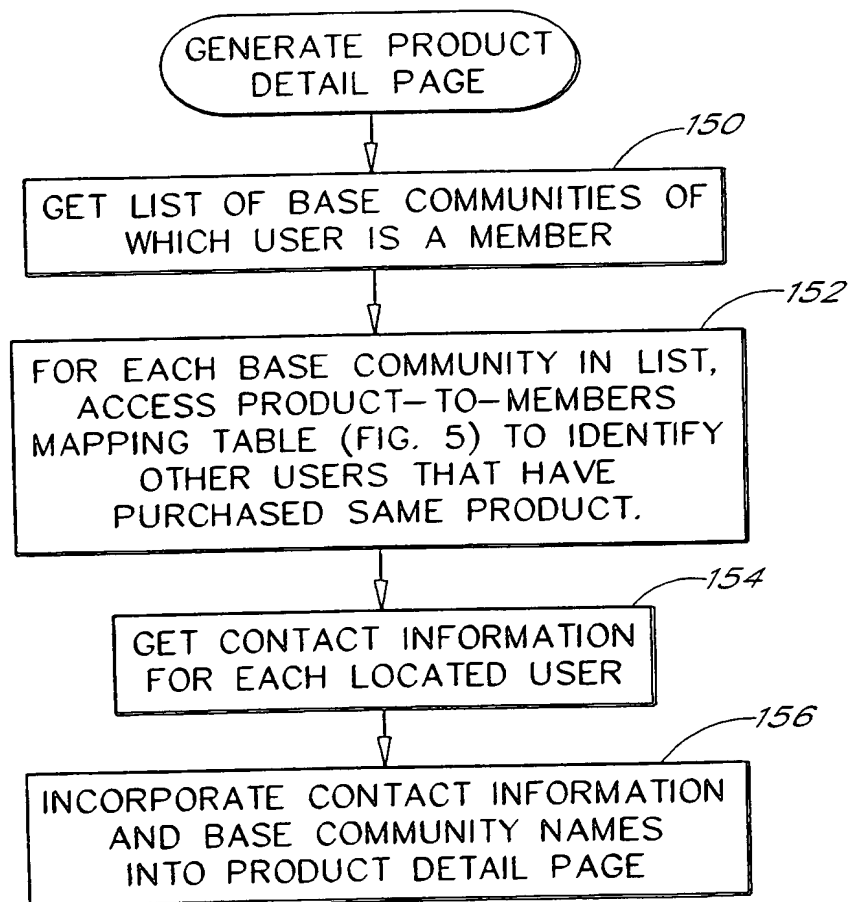 GENERATE PRODUCT
DETAIL PAGE
150
GET LIST OF BASE COMMUNITIES OF
WHICH USER IS A MEMBER
152
FOR EACH BASE COMMUNITY IN LIST,
ACCESS PRODUCT-TO-MEMBERS
MAPPING TABLE (FIG. 5) TO IDENTIFY
OTHER USERS THAT HAVE
PURCHASED SAME PRODUCT.
154
GET CONTACT INFORMATION
FOR EACH LOCATED USER
156
INCORPORATE CONTACT INFORMATION
AND BASE COMMUNITY NAMES
INTO PRODUCT DETAIL PAGE